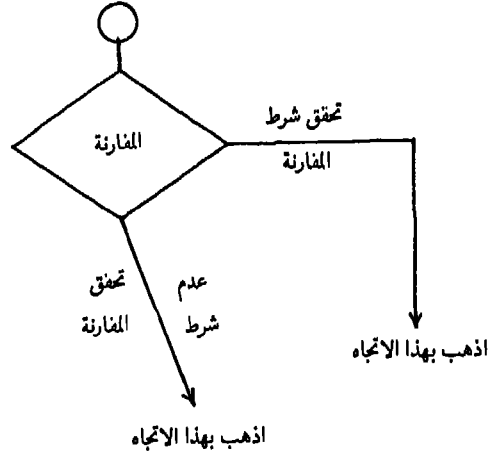 المقارنة
تحقق شرط
المقارنة
عدم تحقق
شرط المقارنة
اذهب بهذا الاتجاه
اذهب بهذا الاتجاه